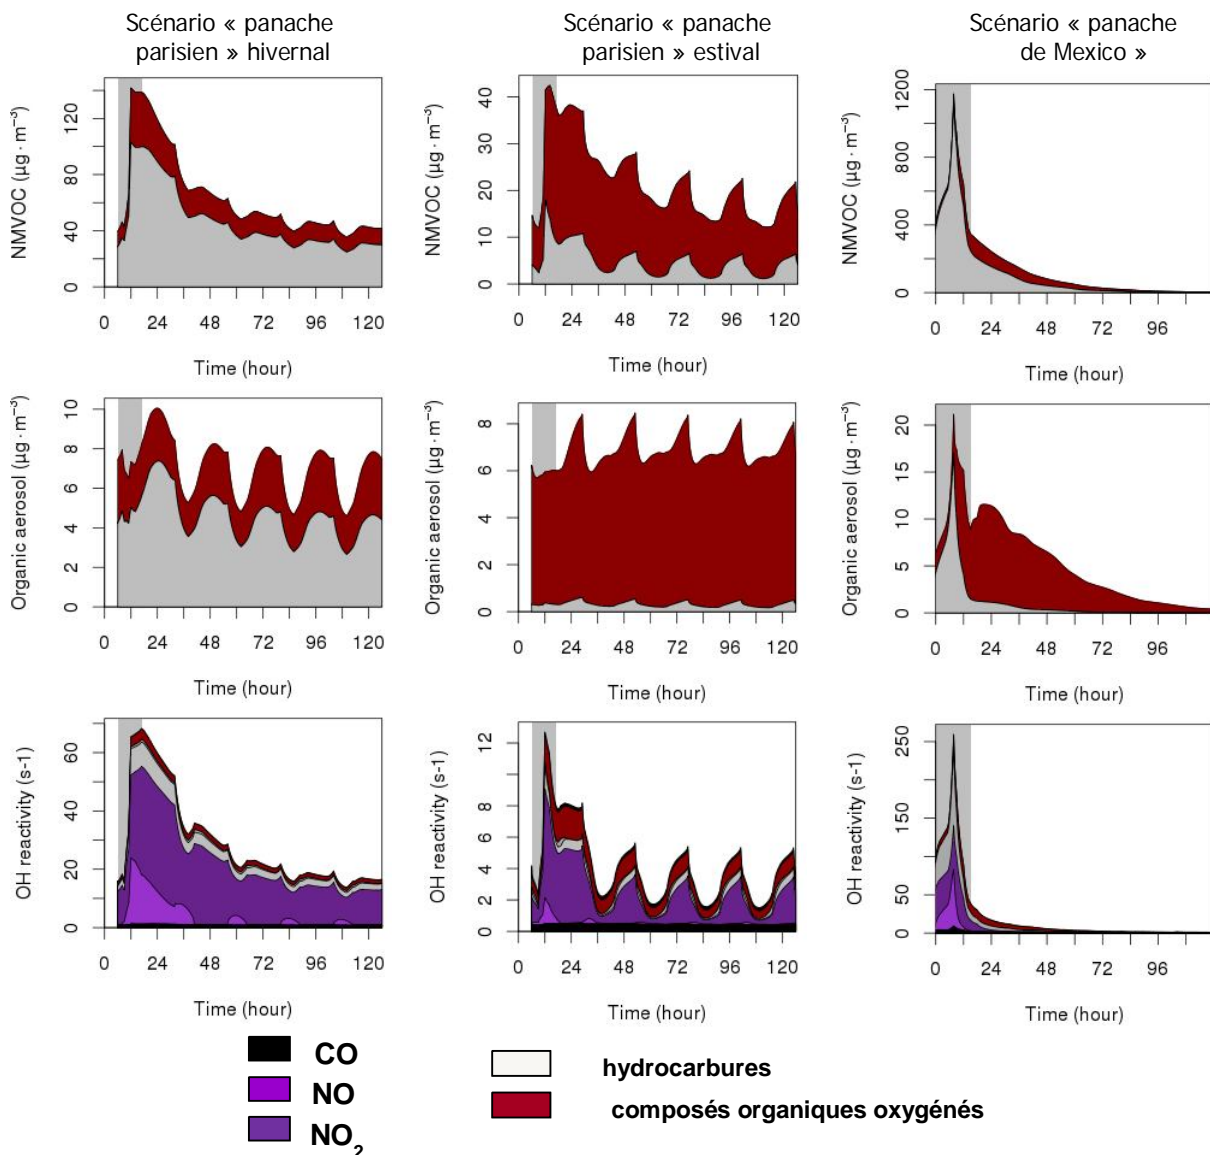 Scénario « panache
parisien » hivernal
Scénario « panache
parisien » estival
Scénario « panache
de Mexico »
NMVOC (µg · m⁻³)
0 40 80 120
0 24 48 72 96 120
Time (hour)
NMVOC (µg · m⁻³)
0 10 20 30 40
0 24 48 72 96 120
Time (hour)
NMVOC (µg · m⁻³)
0 400 800 1200
0 24 48 72 96
Time (hour)
Organic aerosol (µg · m⁻³)
0 2 4 6 8 10
0 24 48 72 96 120
Time (hour)
Organic aerosol (µg · m⁻³)
0 2 4 6 8
0 24 48 72 96 120
Time (hour)
Organic aerosol (µg · m⁻³)
0 5 10 15 20
0 24 48 72 96
Time (hour)
OH reactivity (s-1)
0 20 40 60
0 24 48 72 96 120
Time (hour)
OH reactivity (s-1)
0 2 4 6 8 12
0 24 48 72 96 120
Time (hour)
OH reactivity (s-1)
0 50 150 250
0 24 48 72 96
Time (hour)
CO
NO
NO₂
hydrocarbures
composés organiques oxygénés